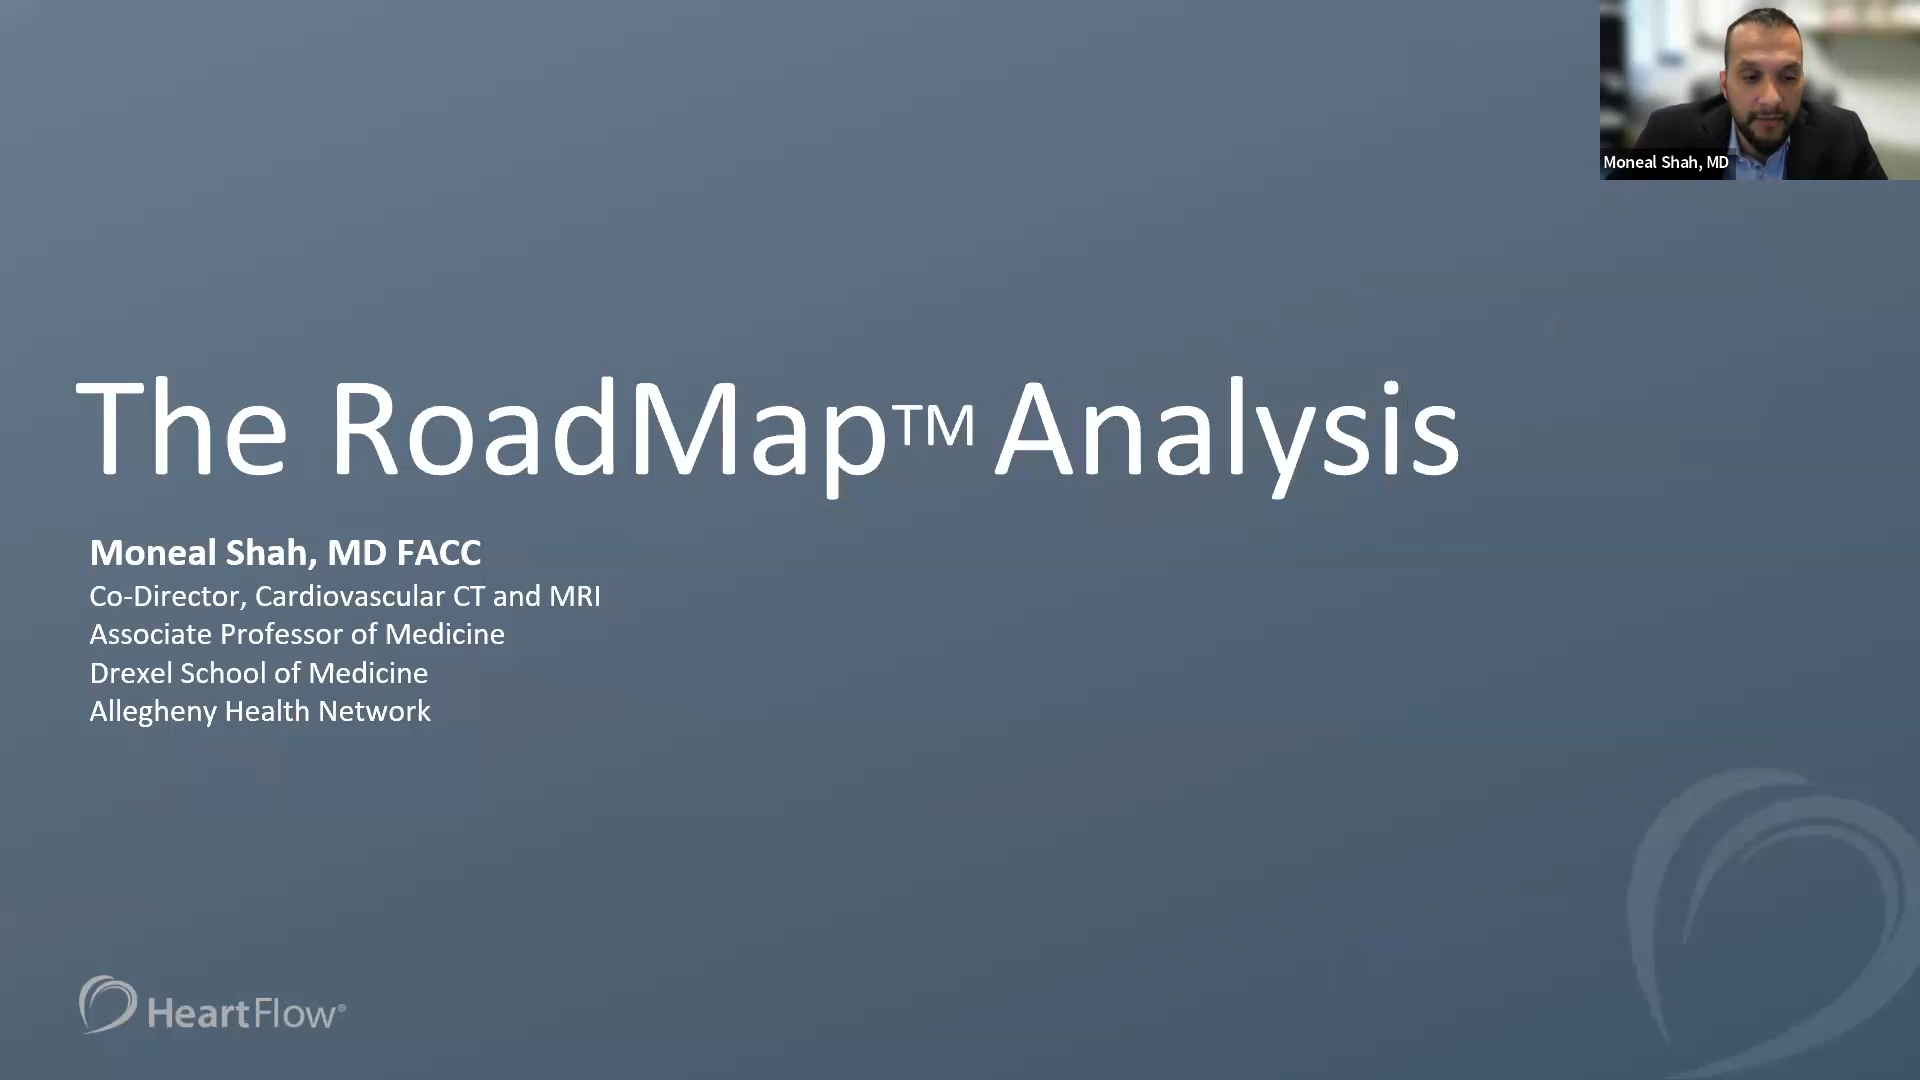 Moneal Shah, MD
The RoadMap™ Analysis
Moneal Shah, MD FACC
Co-Director, Cardiovascular CT and MRI
Associate Professor of Medicine
Drexel School of Medicine
Allegheny Health Network
HeartFlow®